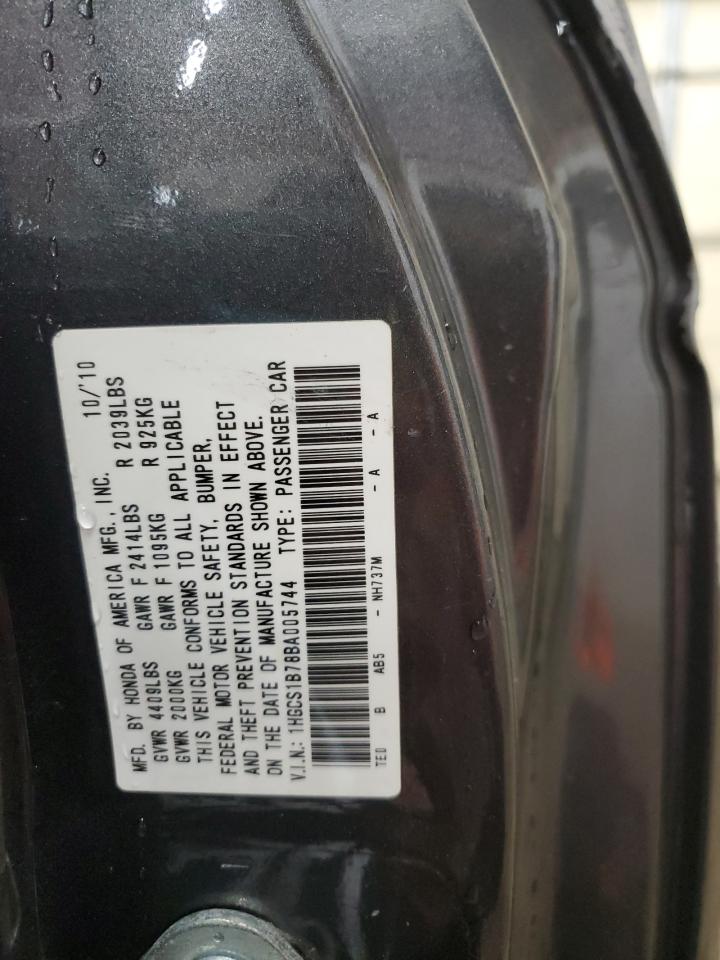 MFD. BY HONDA OF AMERICA MFG. INC. 10/'10
GVWR 4409LBS GAWR F 2414LBS R 2039LBS
GVWR 2000KG GAWR F 1095KG R 925KG
THIS VEHICLE CONFORMS TO ALL APPLICABLE
FEDERAL MOTOR VEHICLE SAFETY, BUMPER,
AND THEFT PREVENTION STANDARDS IN EFFECT
ON THE DATE OF MANUFACTURE SHOWN ABOVE.
V.I.N.: 1HGCS1B78BA005744 TYPE: PASSENGER CAR
TE0 B AB5 - NH737M - A - A